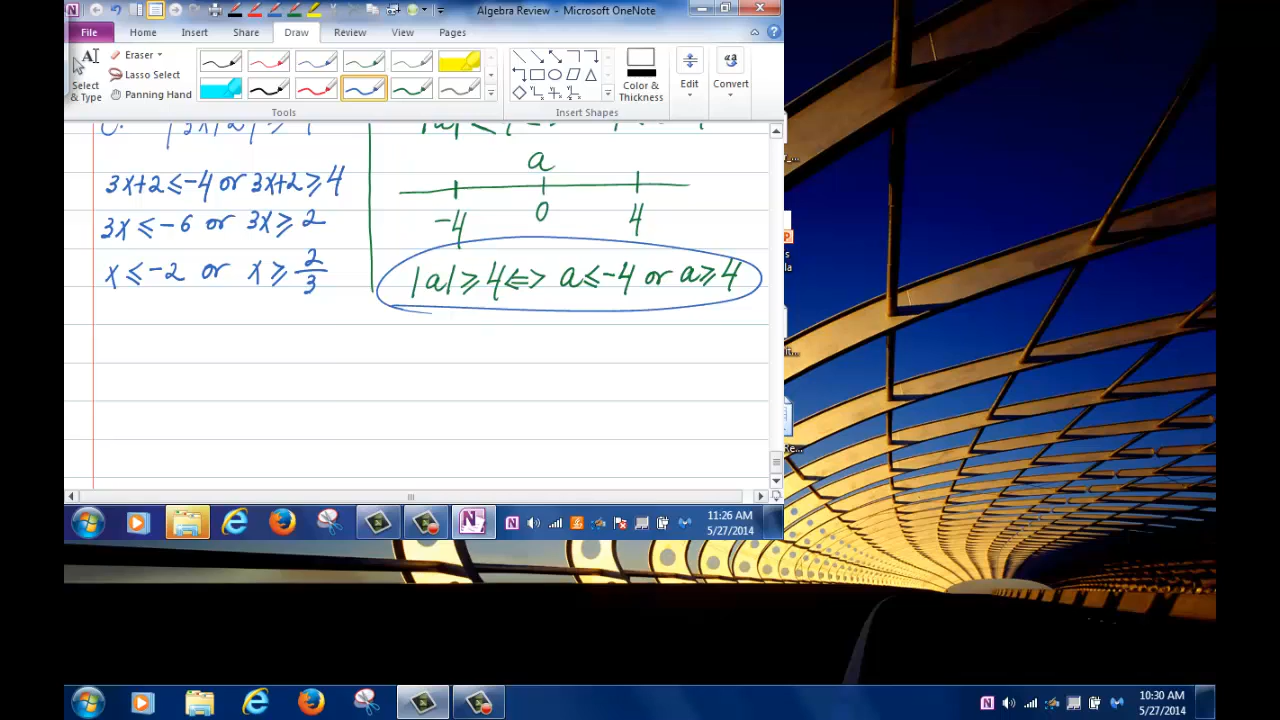 Algebra Review - Microsoft OneNote
File Home Insert Share Draw Review View Pages
Select & Type
Eraser
Lasso Select
Panning Hand
Color & Thickness
Edit
Convert
Tools
Insert Shapes
3x+2 ≤ -4 or 3x+2 ≥ 4
3x ≤ -6 or 3x ≥ 2
x ≤ -2 or x ≥ 2/3
a
-4 0 4
|a| ≥ 4 ⟺ a ≤ -4 or a ≥ 4
11:26 AM
5/27/2014
10:30 AM
5/27/2014